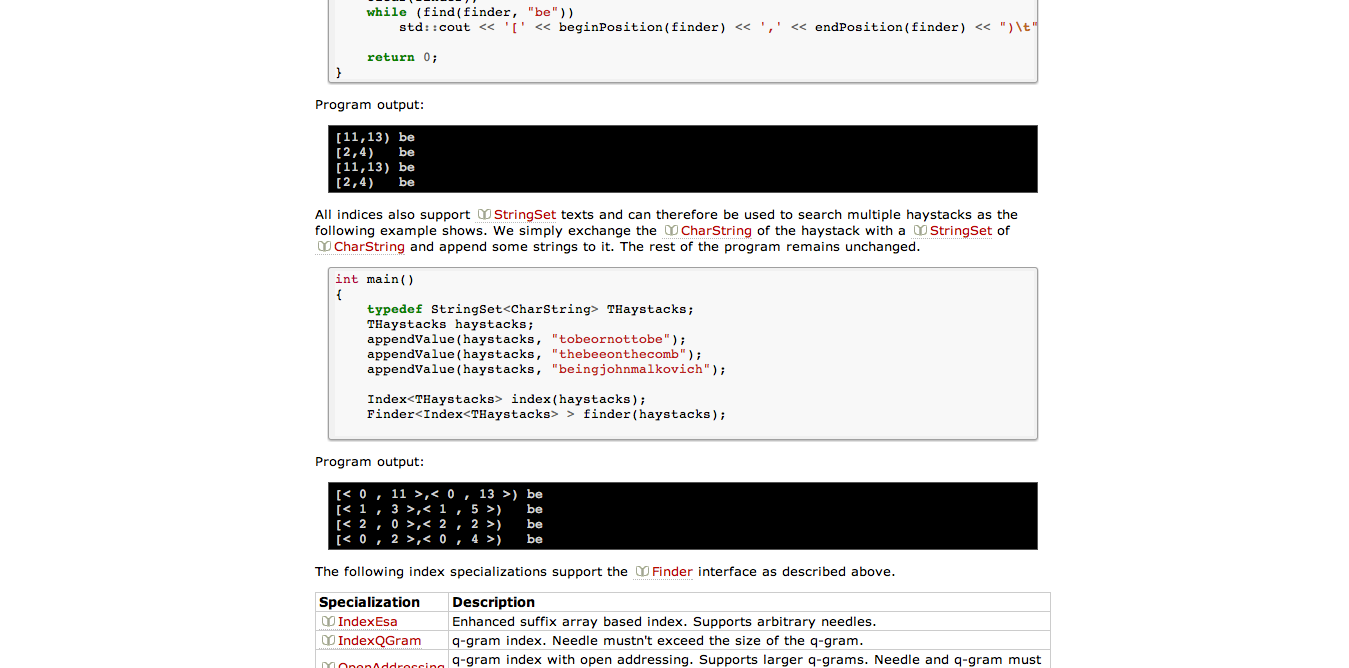 while (find(finder, "be"))
std::cout << '[' << beginPosition(finder) << ',' << endPosition(finder) << ")\t"
return 0;
}
Program output:
[11,13) be
[2,4) be
[11,13) be
[2,4) be
All indices also support StringSet texts and can therefore be used to search multiple haystacks as the
following example shows. We simply exchange the CharString of the haystack with a StringSet of
CharString and append some strings to it. The rest of the program remains unchanged.
int main()
{
typedef StringSet<CharString> THaystacks;
THaystacks haystacks;
appendValue(haystacks, "tobeornottobe");
appendValue(haystacks, "thebeeonthecomb");
appendValue(haystacks, "beingjohnmalkovich");
Index<THaystacks> index(haystacks);
Finder<Index<THaystacks> > finder(haystacks);
Program output:
[< 0 , 11 >,< 0 , 13 >) be
[< 1 , 3 >,< 1 , 5 >) be
[< 2 , 0 >,< 2 , 2 >) be
[< 0 , 2 >,< 0 , 4 >) be
The following index specializations support the Finder interface as described above.
Specialization Description
IndexEsa Enhanced suffix array based index. Supports arbitrary needles.
IndexQGram q-gram index. Needle mustn't exceed the size of the q-gram.
OpenAddressing q-gram index with open addressing. Supports larger q-grams. Needle and q-gram must